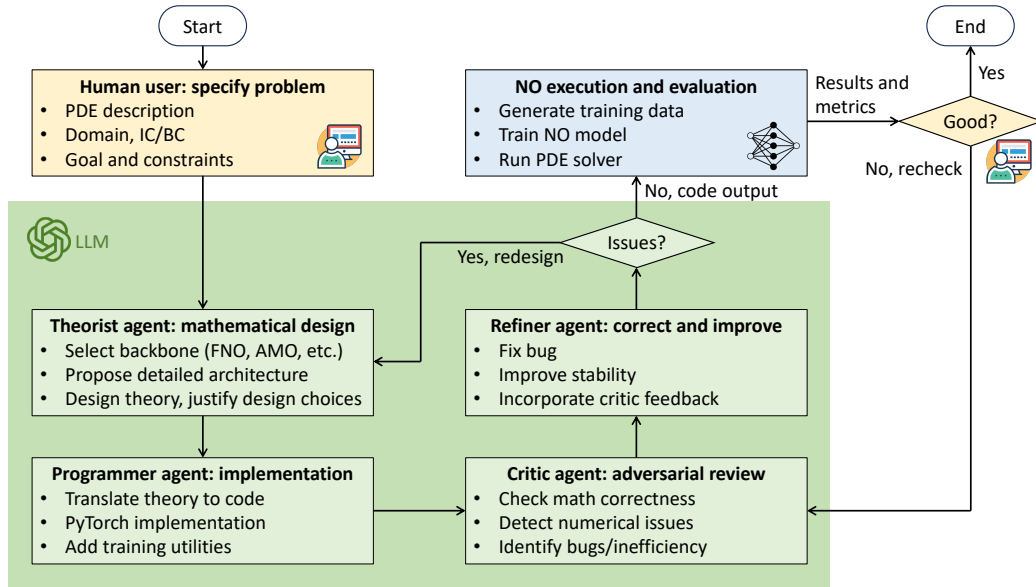 Start
Human user: specify problem
• PDE description
• Domain, IC/BC
• Goal and constraints
NO execution and evaluation
• Generate training data
• Train NO model
• Run PDE solver
Results and
metrics
End
Yes
Good?
No, recheck
No, code output
LLM
Issues?
Yes, redesign
Theorist agent: mathematical design
• Select backbone (FNO, AMO, etc.)
• Propose detailed architecture
• Design theory, justify design choices
Refiner agent: correct and improve
• Fix bug
• Improve stability
• Incorporate critic feedback
Programmer agent: implementation
• Translate theory to code
• PyTorch implementation
• Add training utilities
Critic agent: adversarial review
• Check math correctness
• Detect numerical issues
• Identify bugs/inefficiency